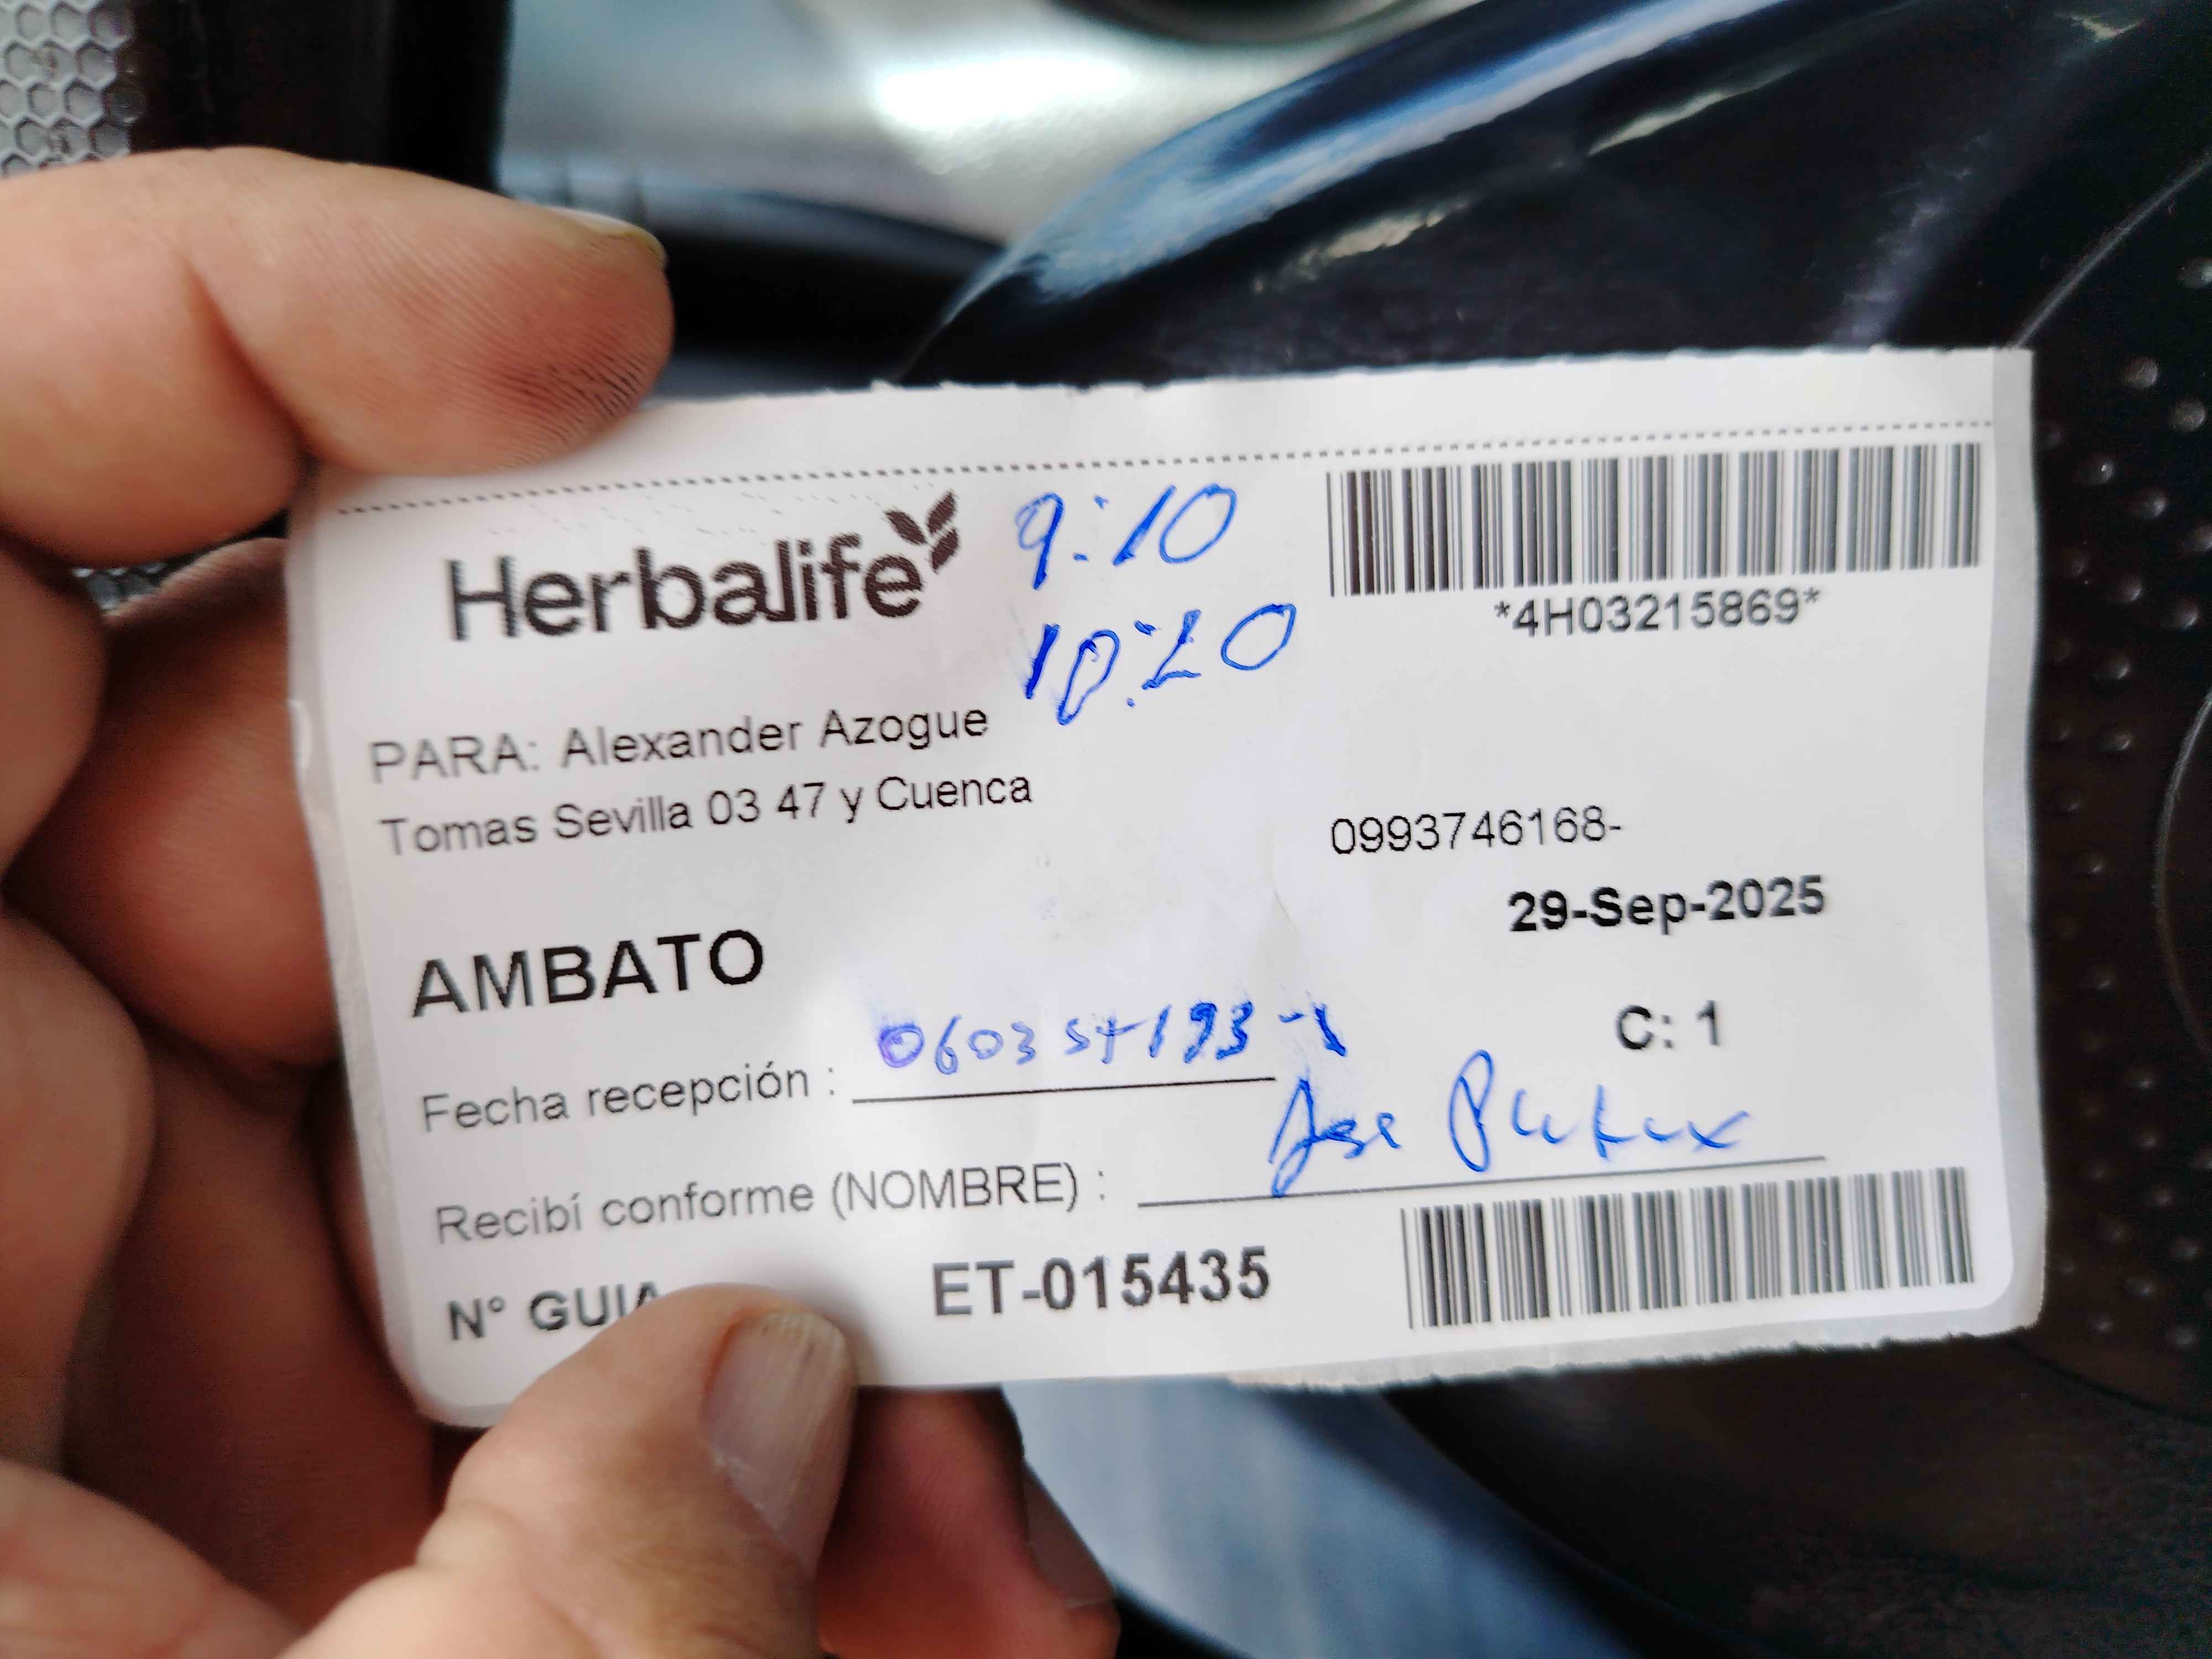 Herbalife
9:10
10:20
*4H03215869*
PARA: Alexander Azogue
Tomas Sevilla 03 47 y Cuenca
0993746168-
29-Sep-2025
AMBATO
C: 1
Fecha recepción :
Recibí conforme (NOMBRE) : Jose
N° GUIA ET-015435